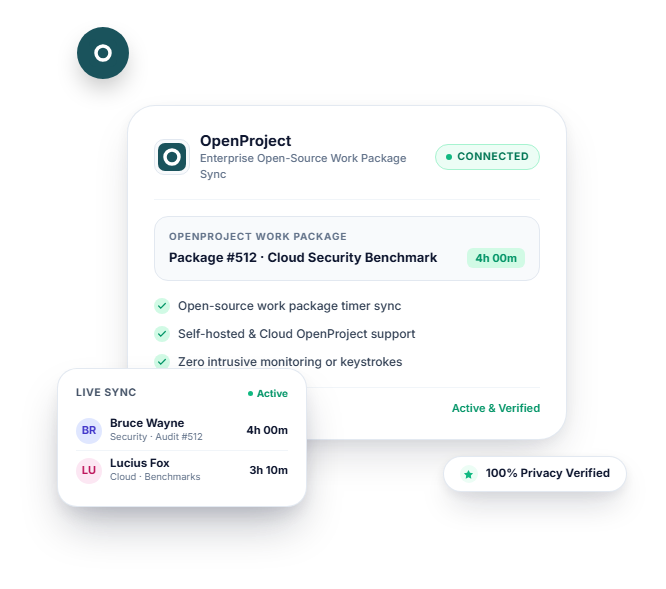 OpenProject
Enterprise Open-Source Work Package
Sync
CONNECTED
OPENPROJECT WORK PACKAGE
Package #512 · Cloud Security Benchmark
4h 00m
Open-source work package timer sync
Self-hosted & Cloud OpenProject support
Zero intrusive monitoring or keystrokes
Active & Verified
LIVE SYNC
Active
BR
Bruce Wayne
Security · Audit #512
4h 00m
LU
Lucius Fox
Cloud · Benchmarks
3h 10m
100% Privacy Verified